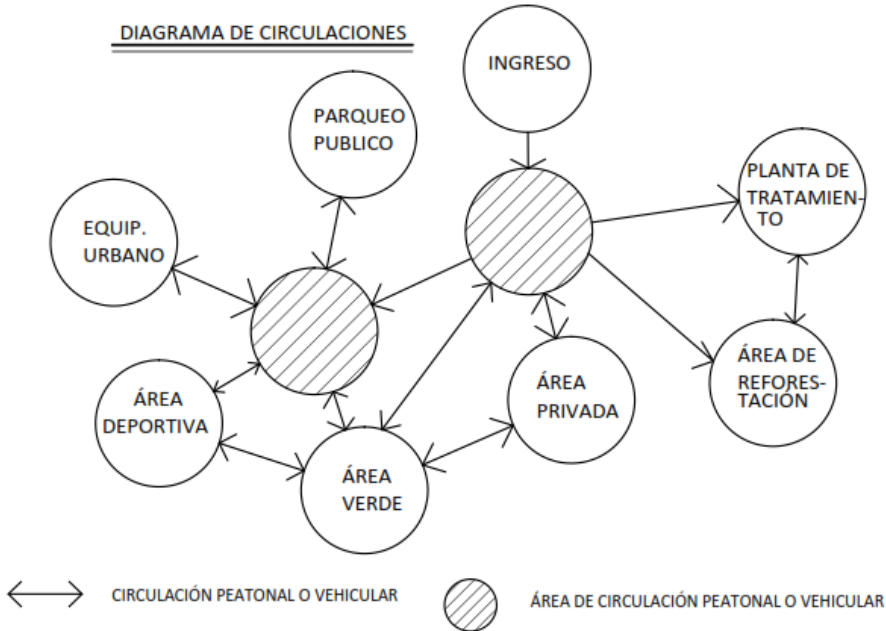 DIAGRAMA DE CIRCULACIONES
INGRESO
PARQUEO
PUBLICO
PLANTA DE
TRATAMIEN-
TO
EQUIP.
URBANO
ÁREA
DEPORTIVA
ÁREA
VERDE
ÁREA
PRIVADA
ÁREA DE
REFORES-
TACIÓN
CIRCULACIÓN PEATONAL O VEHICULAR
ÁREA DE CIRCULACIÓN PEATONAL O VEHICULAR